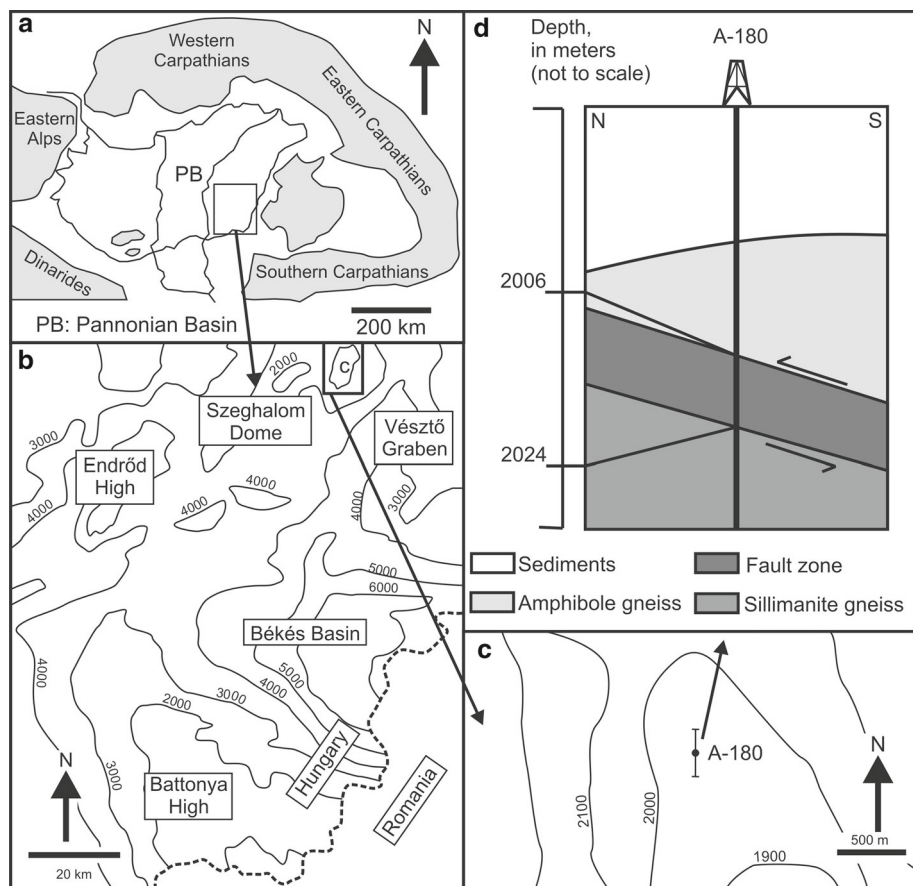 a
Western
Carpathians
N
Eastern Carpathians
Eastern
Alps
PB
Dinarides
Southern Carpathians
PB: Pannonian Basin
200 km
b
2000
c
Szeghalom
Dome
Vésztő
Graben
3000
Endrőd
High
4000
4000
4000
4000
3000
5000
6000
Békés Basin
4000
5000
4000
3000
2000
3000
Hungary
Romania
N
Battonya
High
20 km
d
Depth,
in meters
(not to scale)
A-180
N
S
2006
2024
Sediments
Fault zone
Amphibole gneiss
Sillimanite gneiss
c
A-180
N
2100
2000
1900
500 m